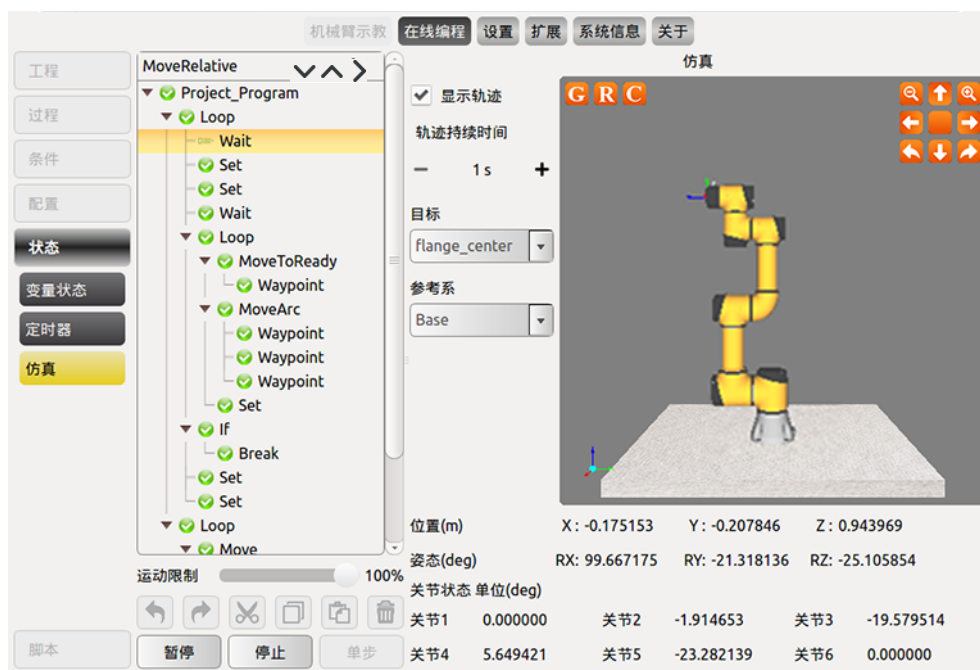 机械臂示教 在线编程 设置 扩展 系统信息 关于
工程
过程
条件
配置
状态
变量状态
定时器
仿真
脚本
MoveRelative
Project_Program
Loop
Wait
Set
Set
Wait
Loop
MoveToReady
Waypoint
MoveArc
Waypoint
Waypoint
Waypoint
Set
If
Break
Set
Set
Loop
Move
运动限制 100%
暂停 停止 单步
显示轨迹
轨迹持续时间
1 s
目标
flange_center
参考系
Base
仿真
G R C
位置(m) X : -0.175153 Y : -0.207846 Z : 0.943969
姿态(deg) RX: 99.667175 RY: -21.318136 RZ: -25.105854
关节状态 单位(deg)
关节1 0.000000 关节2 -1.914653 关节3 -19.579514
关节4 5.649421 关节5 -23.282139 关节6 0.000000